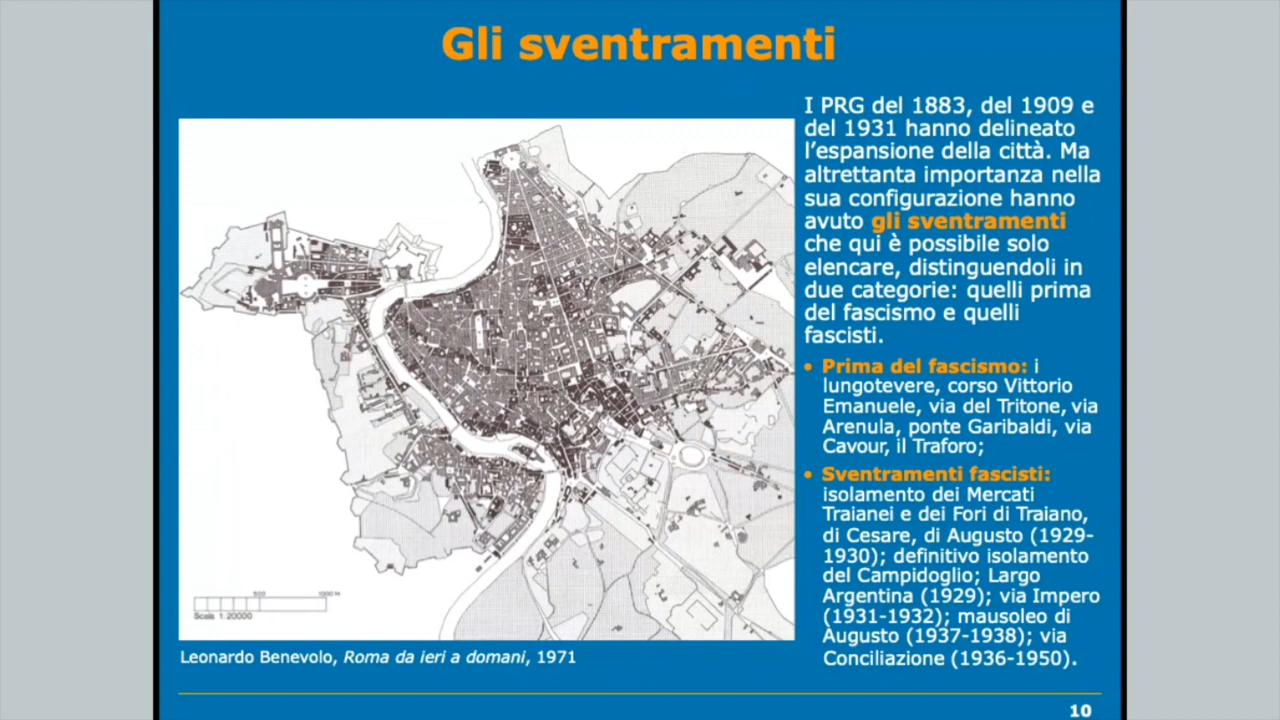 Gli sventramenti
I PRG del 1883, del 1909 e
del 1931 hanno delineato
l'espansione della città. Ma
altrettanta importanza nella
sua configurazione hanno
avuto gli sventramenti
che qui è possibile solo
elencare, distinguendoli in
due categorie: quelli prima
del fascismo e quelli
fascisti.
• Prima del fascismo: i
lungotevere, corso Vittorio
Emanuele, via del Tritone, via
Arenula, ponte Garibaldi, via
Cavour, il Traforo;
• Sventramenti fascisti:
isolamento dei Mercati
Traianei e dei Fori di Traiano,
di Cesare, di Augusto (1929-
1930); definitivo isolamento
del Campidoglio; Largo
Argentina (1929); via Impero
(1931-1932); mausoleo di
Augusto (1937-1938); via
Conciliazione (1936-1950).
500 1000 M
Scala 1:20000
Leonardo Benevolo, Roma da ieri a domani, 1971
10